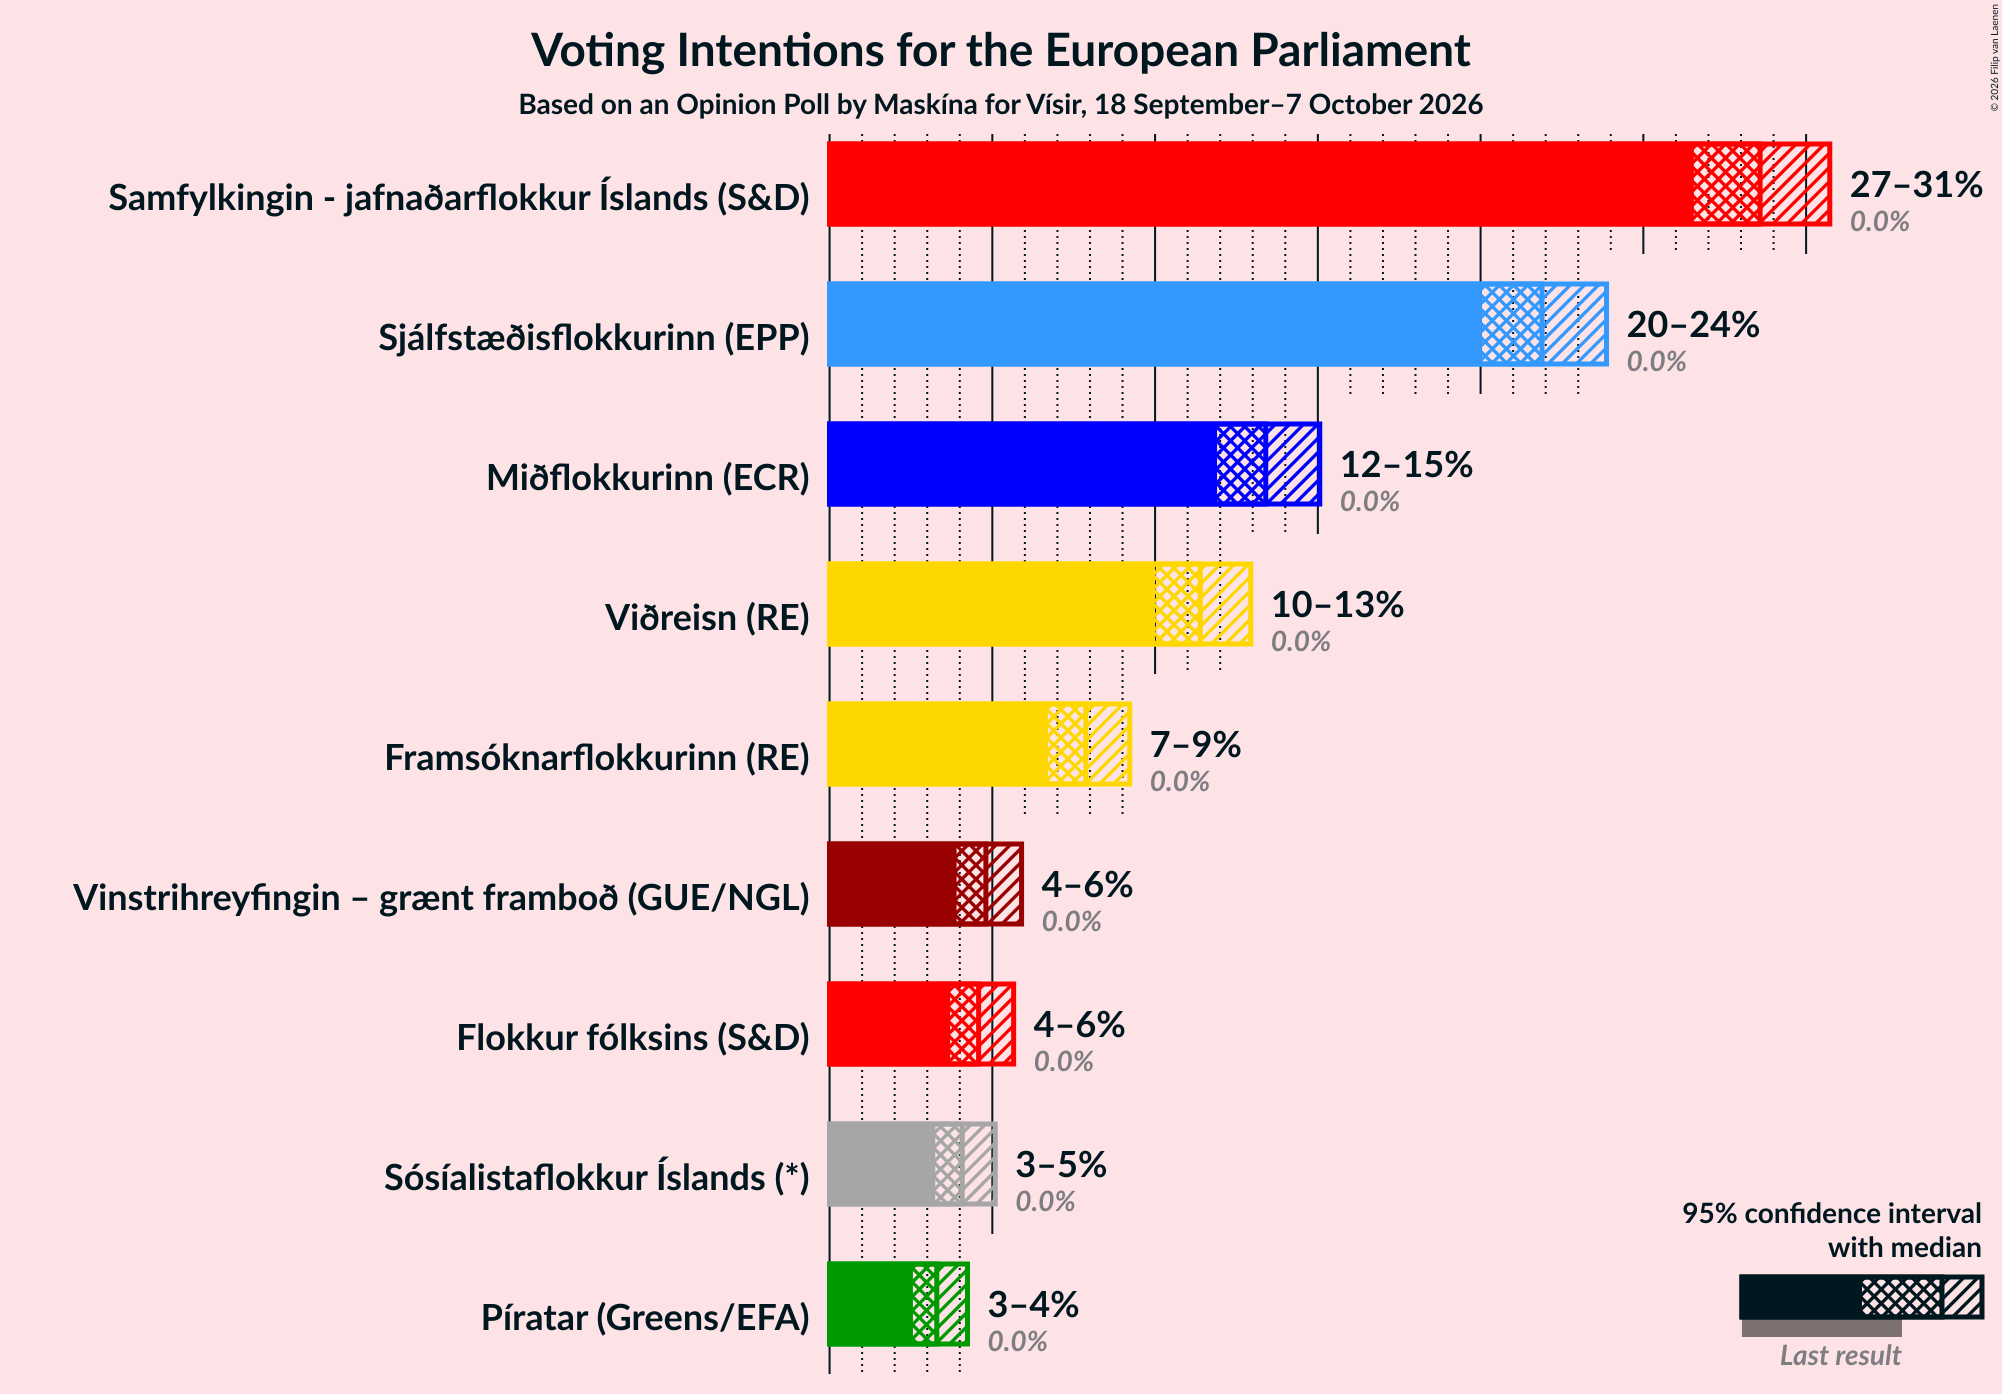 Voting Intentions for the European Parliament
Based on an Opinion Poll by Maskína for Vísir, 18 September–7 October 2026
© 2026 Filip van Laenen
Samfylkingin - jafnaðarflokkur Íslands (S&D)
27–31%
0.0%
Sjálfstæðisflokkurinn (EPP)
20–24%
0.0%
Miðflokkurinn (ECR)
12–15%
0.0%
Viðreisn (RE)
10–13%
0.0%
Framsóknarflokkurinn (RE)
7–9%
0.0%
Vinstrihreyfingin – grænt framboð (GUE/NGL)
4–6%
0.0%
Flokkur fólksins (S&D)
4–6%
0.0%
Sósíalistaflokkur Íslands (*)
3–5%
0.0%
Píratar (Greens/EFA)
3–4%
0.0%
95% confidence interval
with median
Last result